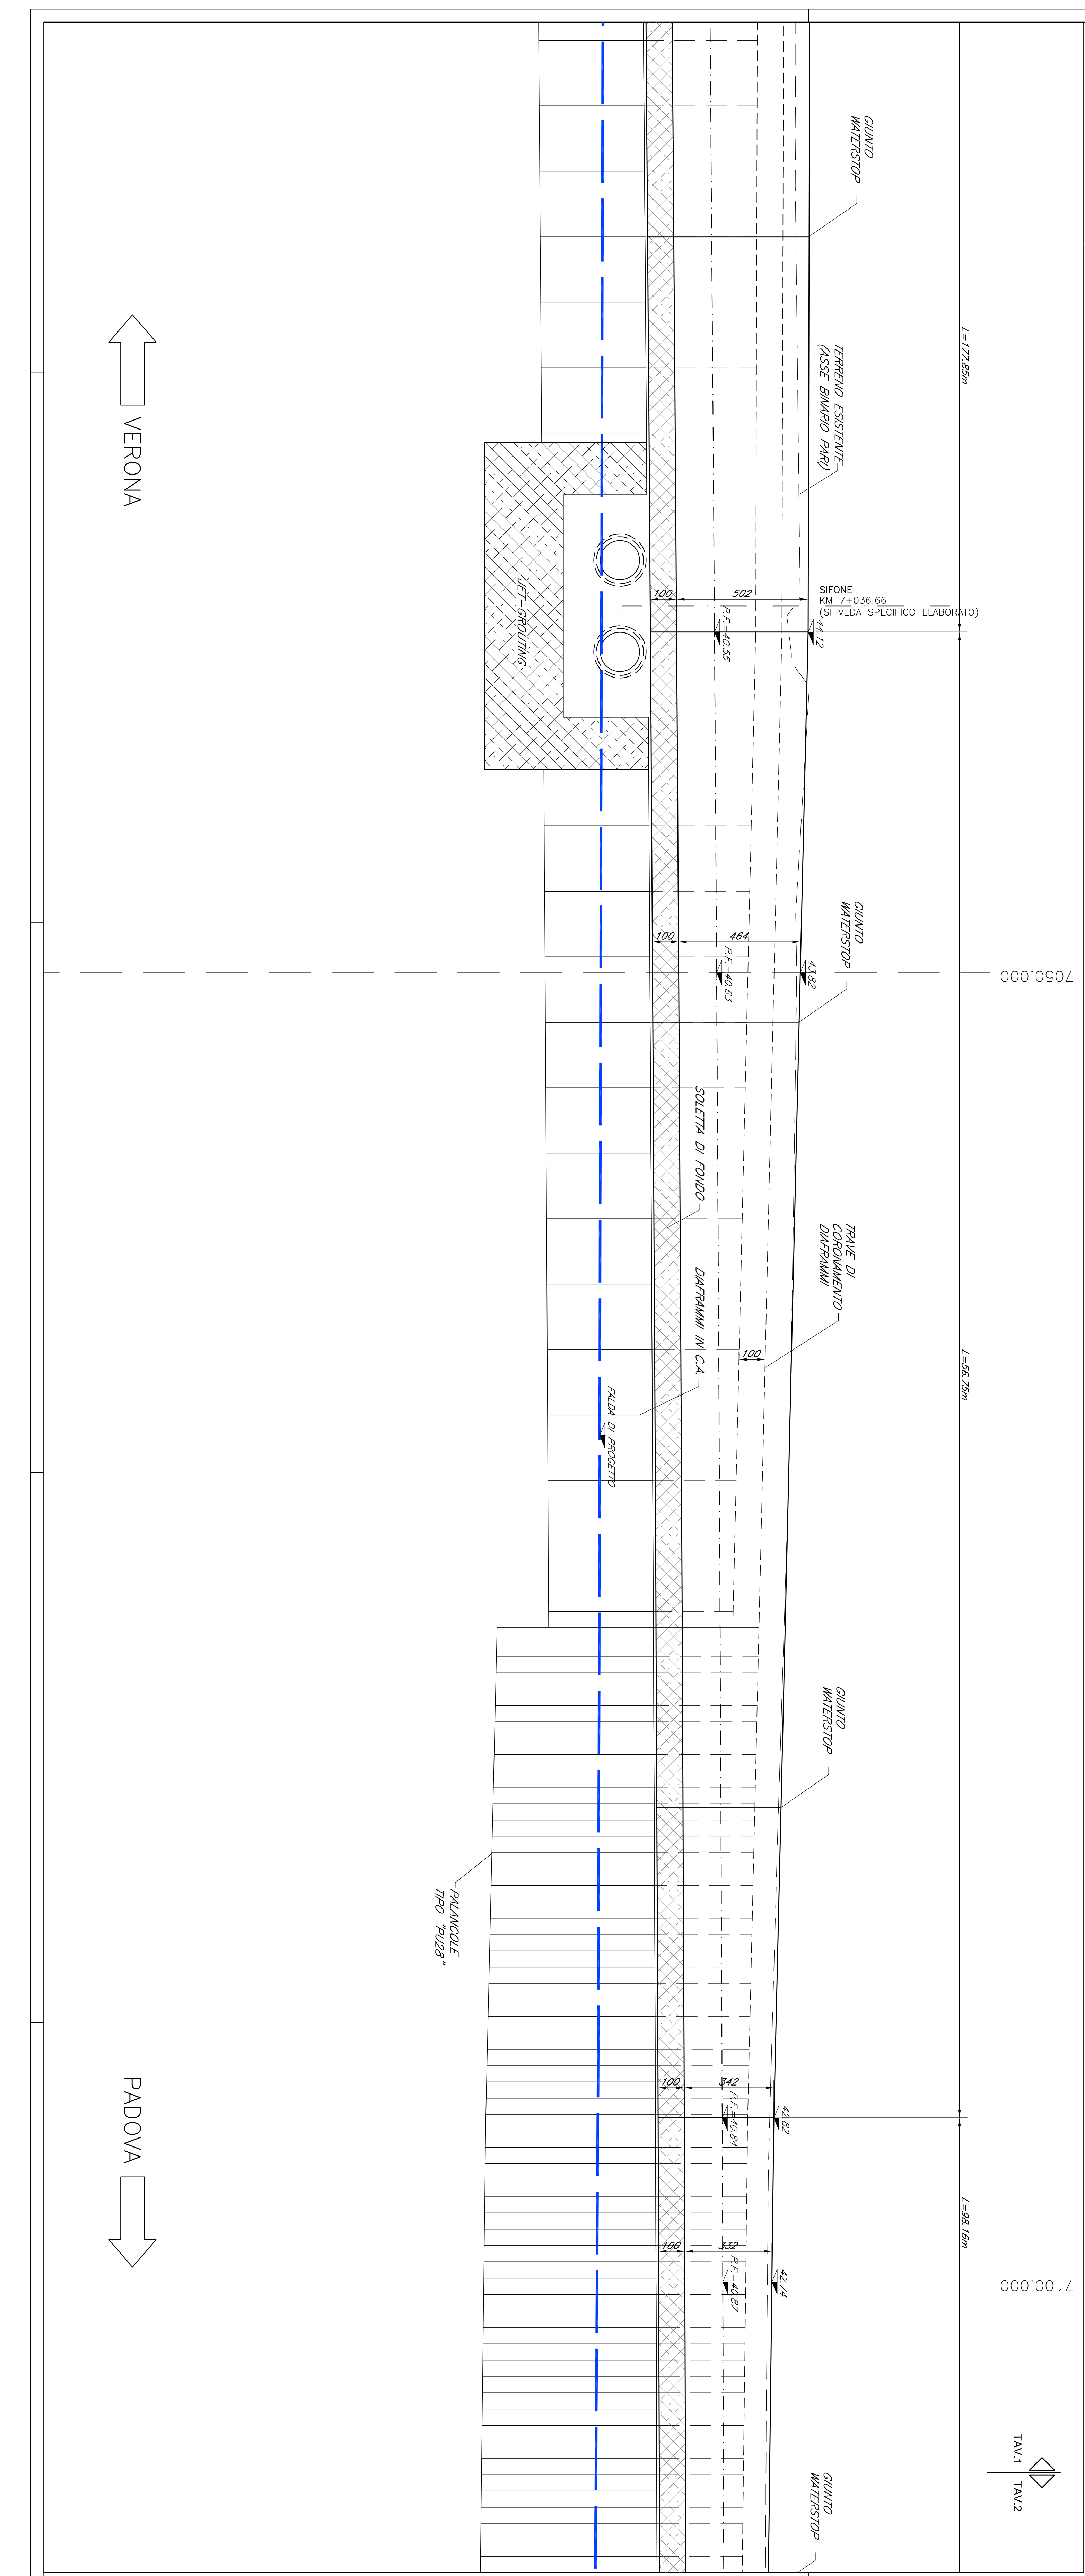 GIUNTO
WATERSTOP
L=177.85m
TERRENO ESISTENTE
(ASSE BINARIO PARI)
VERONA
SIFONE
KM 7+036.66
(SI VEDA SPECIFICO ELABORATO)
JET-GROUTING
100
502
P.F.=40.55
44.12
GIUNTO
WATERSTOP
100
464
P.F.=40.63
43.82
7050.000
SOLETTA DI FONDO
TRAVE DI
CORONAMENTO
DIAFRAMMI
DIAFRAMMI IN C.A.
100
L=56.75m
FALDA DI PROGETTO
GIUNTO
WATERSTOP
PALANCOLE
TIPO "PU28"
PADOVA
100
342
P.F.=40.84
42.82
L=98.16m
100
332
P.F.=40.87
42.74
7100.000
TAV.1
TAV.2
GIUNTO
WATERSTOP